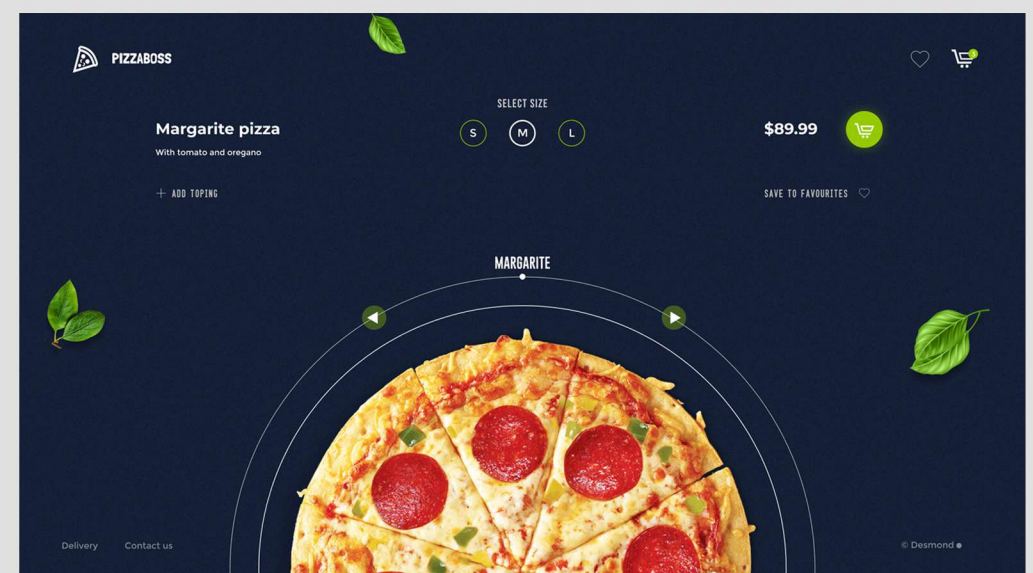 PIZZABOSS
SELECT SIZE
Margarite pizza
S M L
$89.99
With tomato and oregano
ADD TOPING
SAVE TO FAVOURITES
MARGARITE
Delivery Contact us
© Desmond